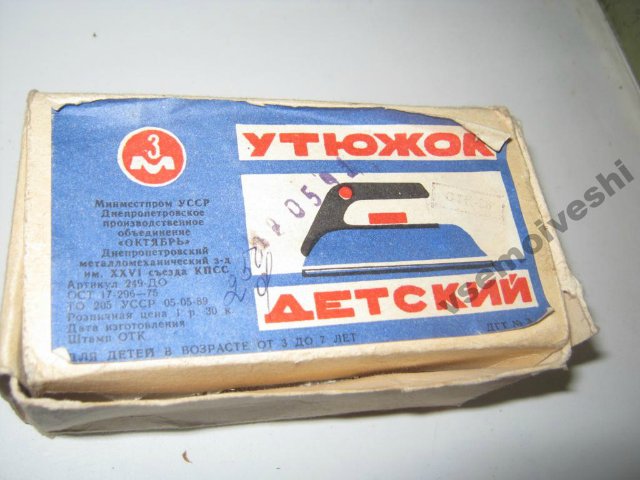 З
М
УТЮЖОК
Минместпром УССР
Днепропетровское
производственное
объединение
«ОКТЯБРЬ»
Днепропетровский
металломеханический з-д
им. XXVI съезда КПСС
Артикул 249-ДО
ОСТ 17-296-75
ТО 205 УССР 05-05-89
Розничная цена 1 р 30 к
Дата изготовления
Штамп ОТК
ДЕТСКИЙ
ДЛЯ ДЕТЕЙ В ВОЗРАСТЕ ОТ 3 ДО 7 ЛЕТ
vsemoiveshi